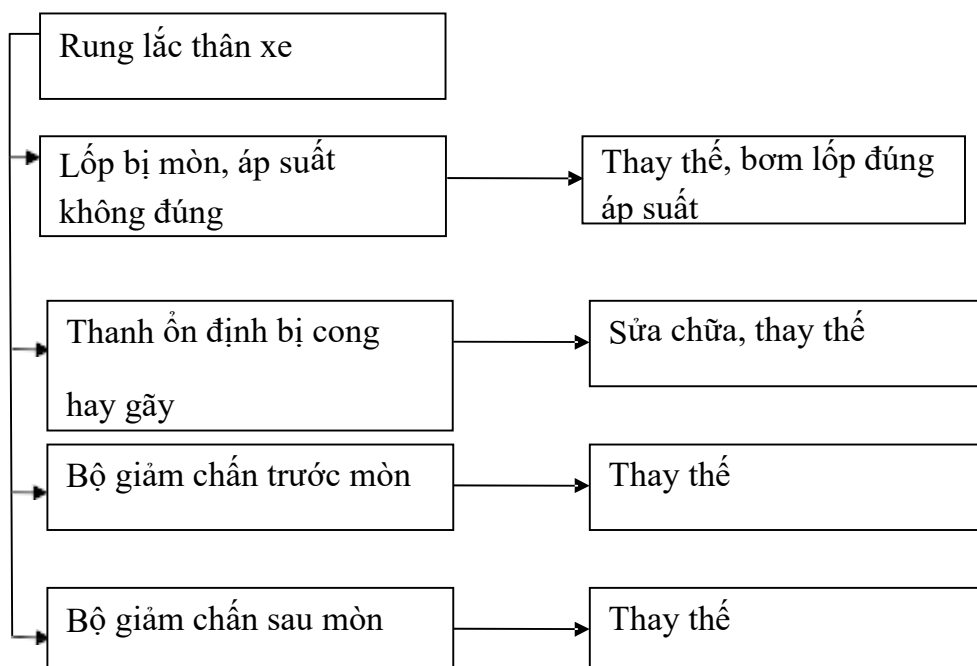 Rung lắc thân xe
Lốp bị mòn, áp suất
không đúng
Thay thế, bơm lốp đúng
áp suất
Thanh ổn định bị cong
hay gãy
Sửa chữa, thay thế
Bộ giảm chấn trước mòn
Thay thế
Bộ giảm chấn sau mòn
Thay thế